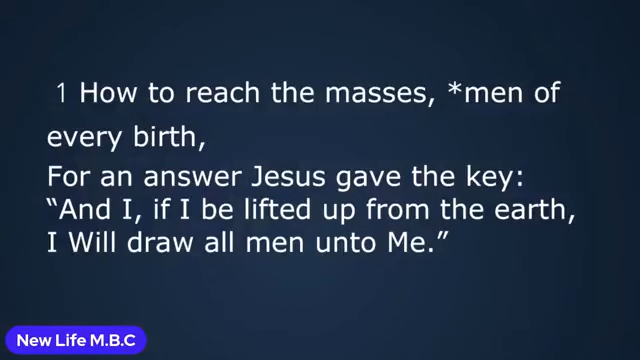 1 How to reach the masses, *men of
every birth,
For an answer Jesus gave the key:
“And I, if I be lifted up from the earth,
I Will draw all men unto Me.”
New Life M.B.C